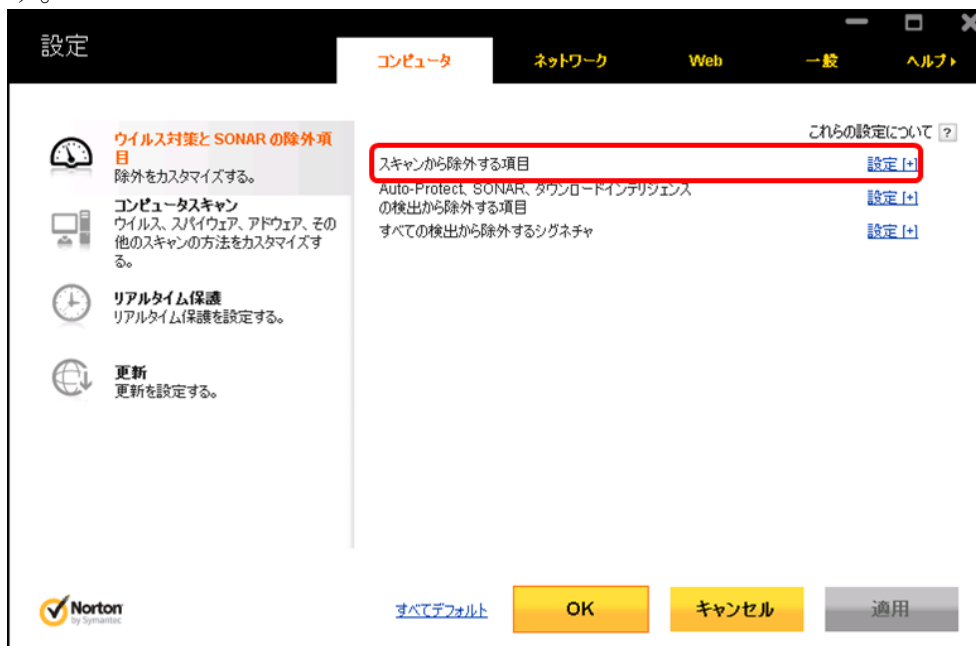 す。
設定
コンピュータ
ネットワーク
Web
一般
ヘルプ
これらの設定について ?
ウイルス対策と SONAR の除外項
目
除外をカスタマイズする。
コンピュータスキャン
ウイルス、スパイウェア、アドウェア、その
他のスキャンの方法をカスタマイズす
る。
リアルタイム保護
リアルタイム保護を設定する。
更新
更新を設定する。
スキャンから除外する項目
設定 [+]
Auto-Protect、SONAR、ダウンロードインテリジェンス
の検出から除外する項目
設定 [+]
すべての検出から除外するシグネチャ
設定 [+]
Norton
by Symantec
すべてデフォルト
OK
キャンセル
適用